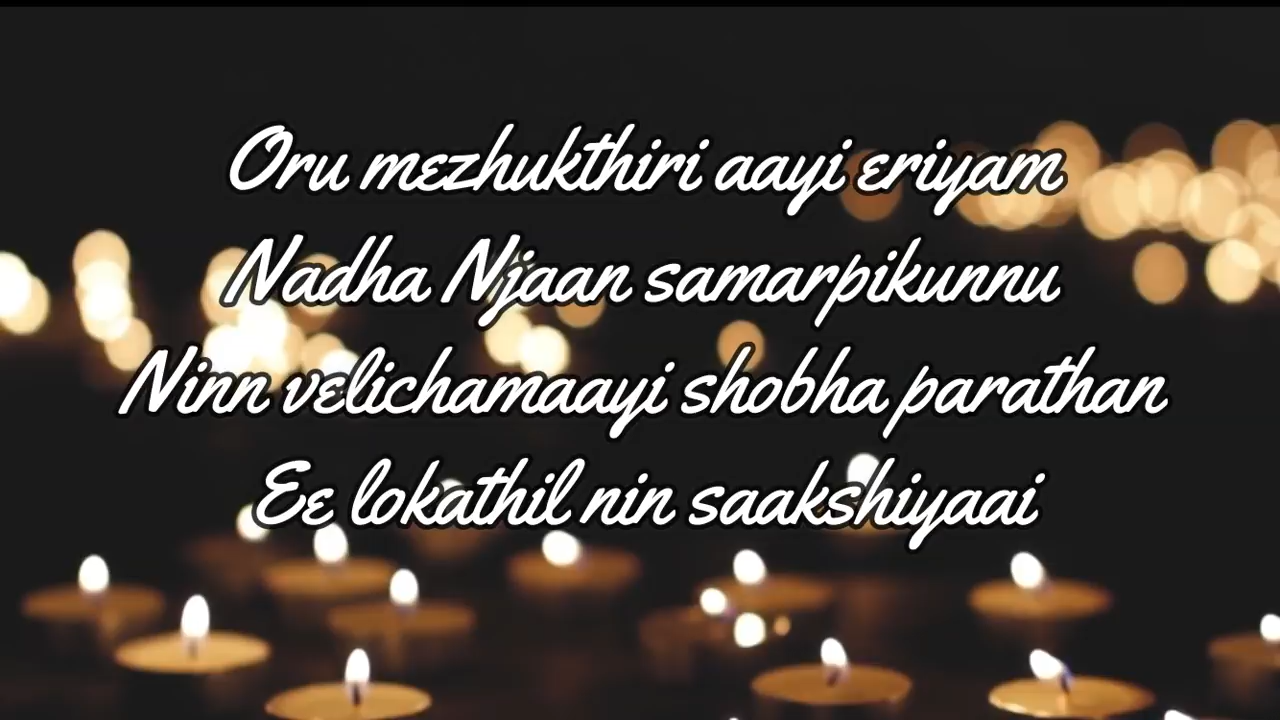 Oru mezhukthiri aayi eriyam
Nadha Njaan samarpikunnu
Ninn velichamaayi shobha parathan
Ee lokathil nin saakshiyaai